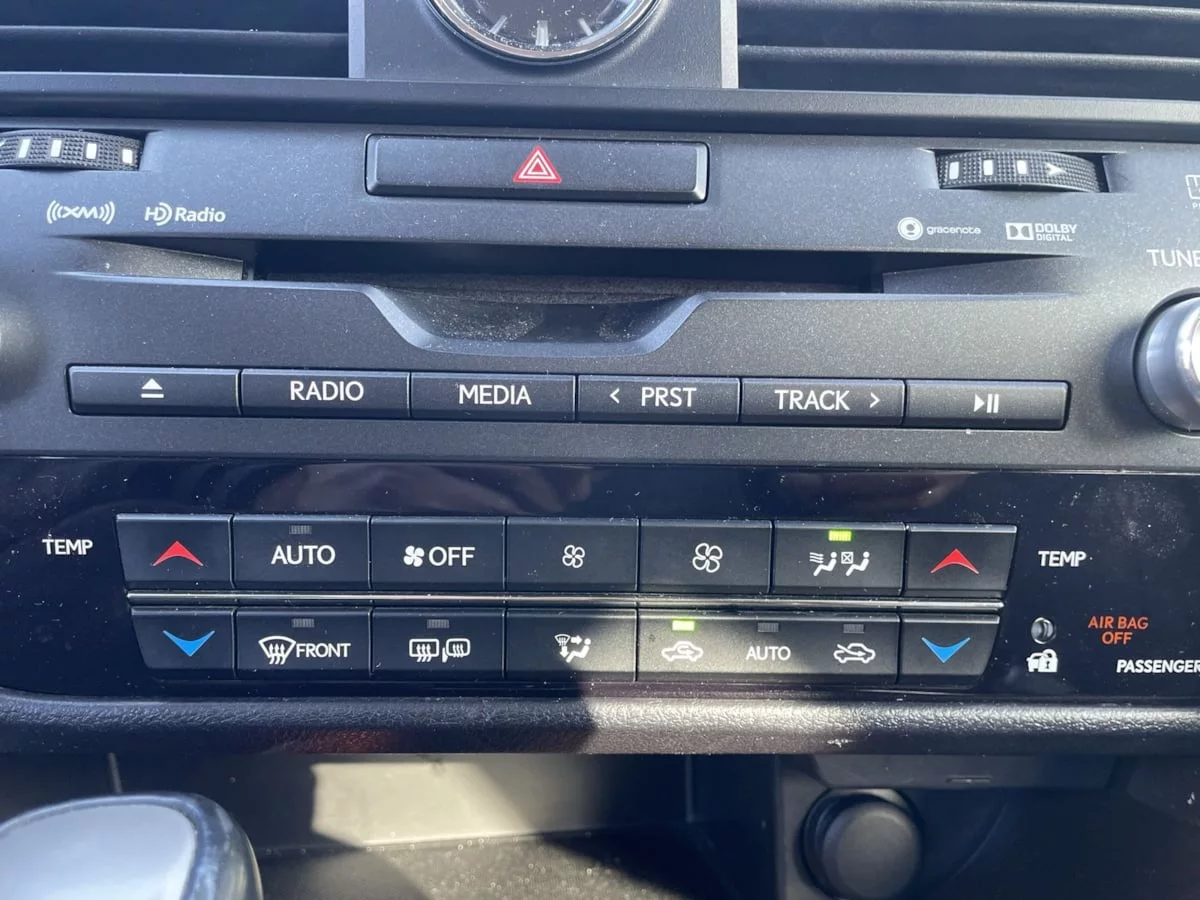 XM
HD Radio
gracenote
DOLBY
DIGITAL
TUNE
RADIO
MEDIA
< PRST
TRACK >
TEMP
AUTO
OFF
TEMP
FRONT
AUTO
AIR BAG
OFF
PASSENGER